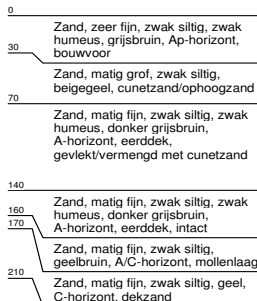 0
Zand, zeer fijn, zwak siltig, zwak
humeus, grijsbruin, Ap-horizont,
bouwvoor
30
Zand, matig grof, zwak siltig,
beigegeel, cunetzand/ophoogzand
70
Zand, matig fijn, zwak siltig, zwak
humeus, donker grijsbruin,
A-horizont, eerddek,
gevlekt/vermengd met cunetzand
140
Zand, matig fijn, zwak siltig, zwak
humeus, donker grijsbruin,
A-horizont, eerddek, intact
160
170
Zand, matig fijn, zwak siltig,
geelbruin, A/C-horizont, mollenlaag
210
Zand, matig fijn, zwak siltig, geel,
C-horizont, dekzand